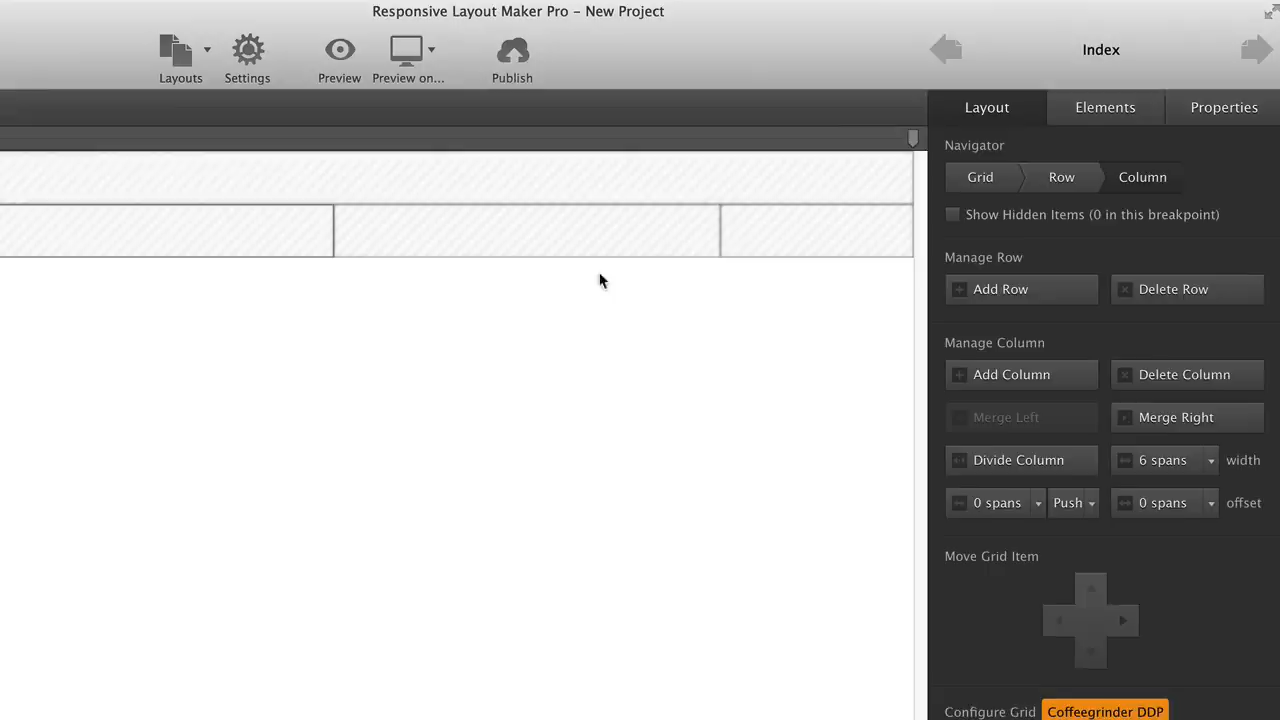 Responsive Layout Maker Pro – New Project
Layouts Settings Preview Preview on... Publish
Index
Layout Elements Properties
Navigator
Grid Row Column
Show Hidden Items (0 in this breakpoint)
Manage Row
Add Row Delete Row
Manage Column
Add Column Delete Column
Merge Left Merge Right
Divide Column 6 spans width
0 spans Push 0 spans offset
Move Grid Item
Configure Grid Coffeegrinder DDP